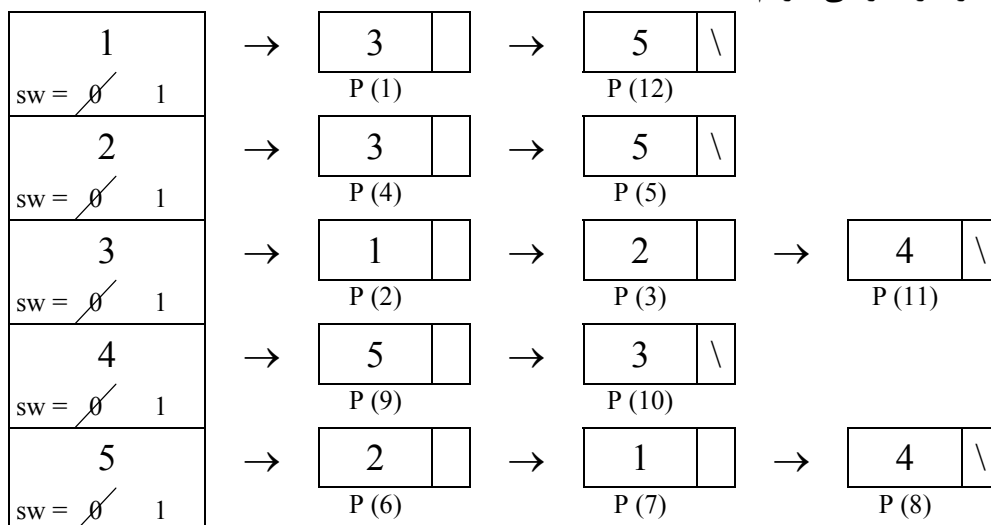 1 → 3 → 5 \
sw = 0 1 P (1) P (12)
2 → 3 → 5 \
sw = 0 1 P (4) P (5)
3 → 1 → 2 → 4 \
sw = 0 1 P (2) P (3) P (11)
4 → 5 → 3 \
sw = 0 1 P (9) P (10)
5 → 2 → 1 → 4 \
sw = 0 1 P (6) P (7) P (8)